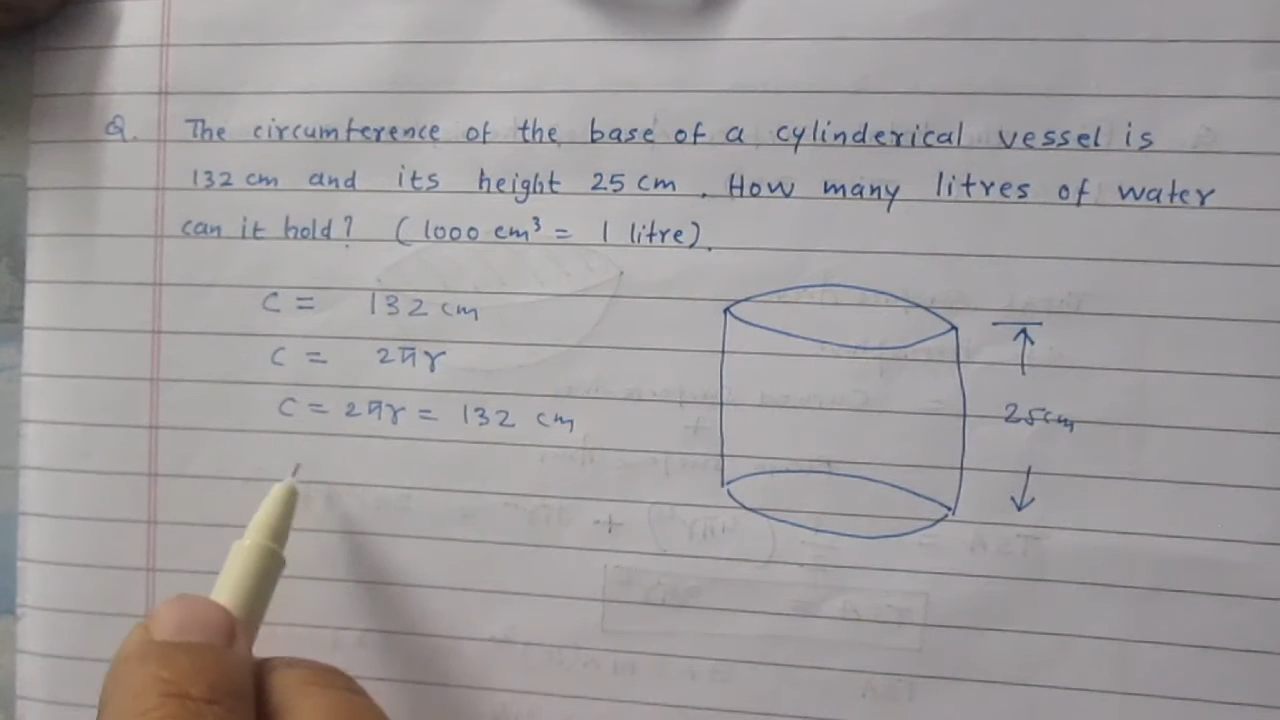 Q. The circumference of the base of a cylinderical vessel is
132 cm and its height 25 cm. How many litres of water
can it hold? (1000 cm³ = 1 litre).
C = 132 cm
C = 2πr
C = 2πr = 132 cm
25cm